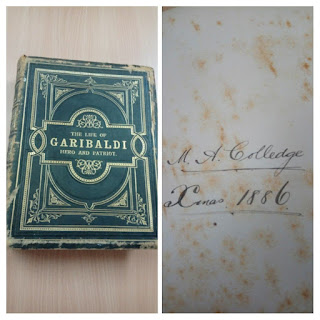 THE LIFE OF
GARIBALDI
HERO AND PATRIOT.
M. A. Colledge
Xmas 1886